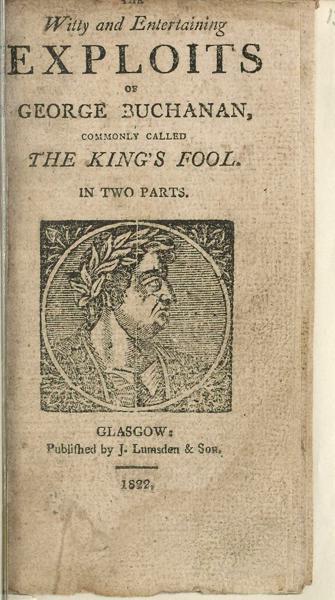 THE
Witty and Entertaining
EXPLOITS
OF
GEORGE BUCHANAN,
COMMONLY CALLED
THE KING'S FOOL.
IN TWO PARTS.
GLASGOW:
Publiſhed by J. Lumsden & Son.
1822.